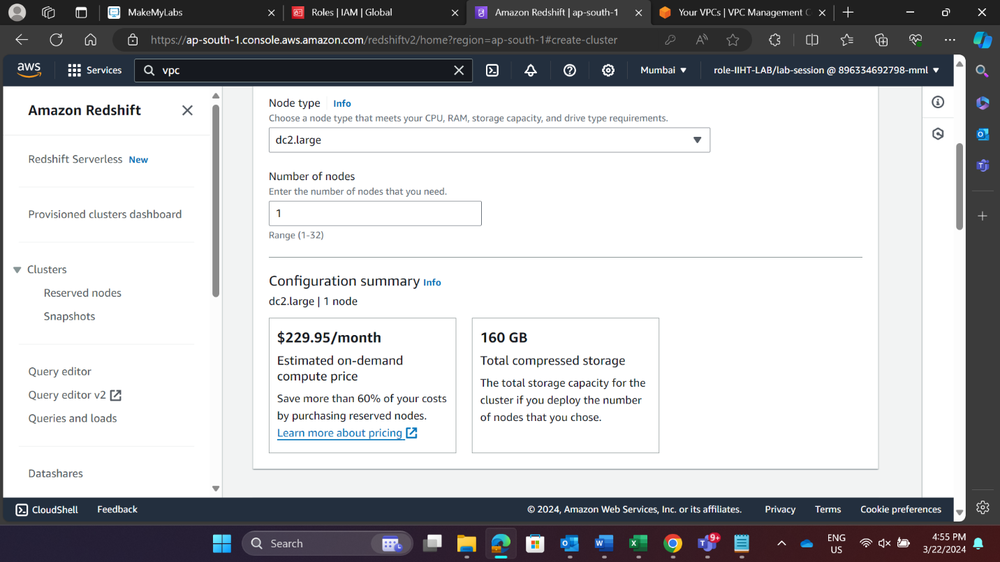 MakeMyLabs
Roles | IAM | Global
Amazon Redshift | ap-south-1
Your VPCs | VPC Management C
https://ap-south-1.console.aws.amazon.com/redshiftv2/home?region=ap-south-1#create-cluster
aws
Services
vpc
Mumbai
role-IIHT-LAB/lab-session @ 896334692798-mml
Amazon Redshift
Redshift Serverless New
Provisioned clusters dashboard
Clusters
Reserved nodes
Snapshots
Query editor
Query editor v2
Queries and loads
Datashares
Node type Info
Choose a node type that meets your CPU, RAM, storage capacity, and drive type requirements.
dc2.large
Number of nodes
Enter the number of nodes that you need.
1
Range (1-32)
Configuration summary Info
dc2.large | 1 node
$229.95/month
Estimated on-demand
compute price
Save more than 60% of your costs
by purchasing reserved nodes.
Learn more about pricing
160 GB
Total compressed storage
The total storage capacity for the
cluster if you deploy the number
of nodes that you chose.
CloudShell
Feedback
© 2024, Amazon Web Services, Inc. or its affiliates.
Privacy
Terms
Cookie preferences
Search
9+
ENG
US
4:55 PM
3/22/2024